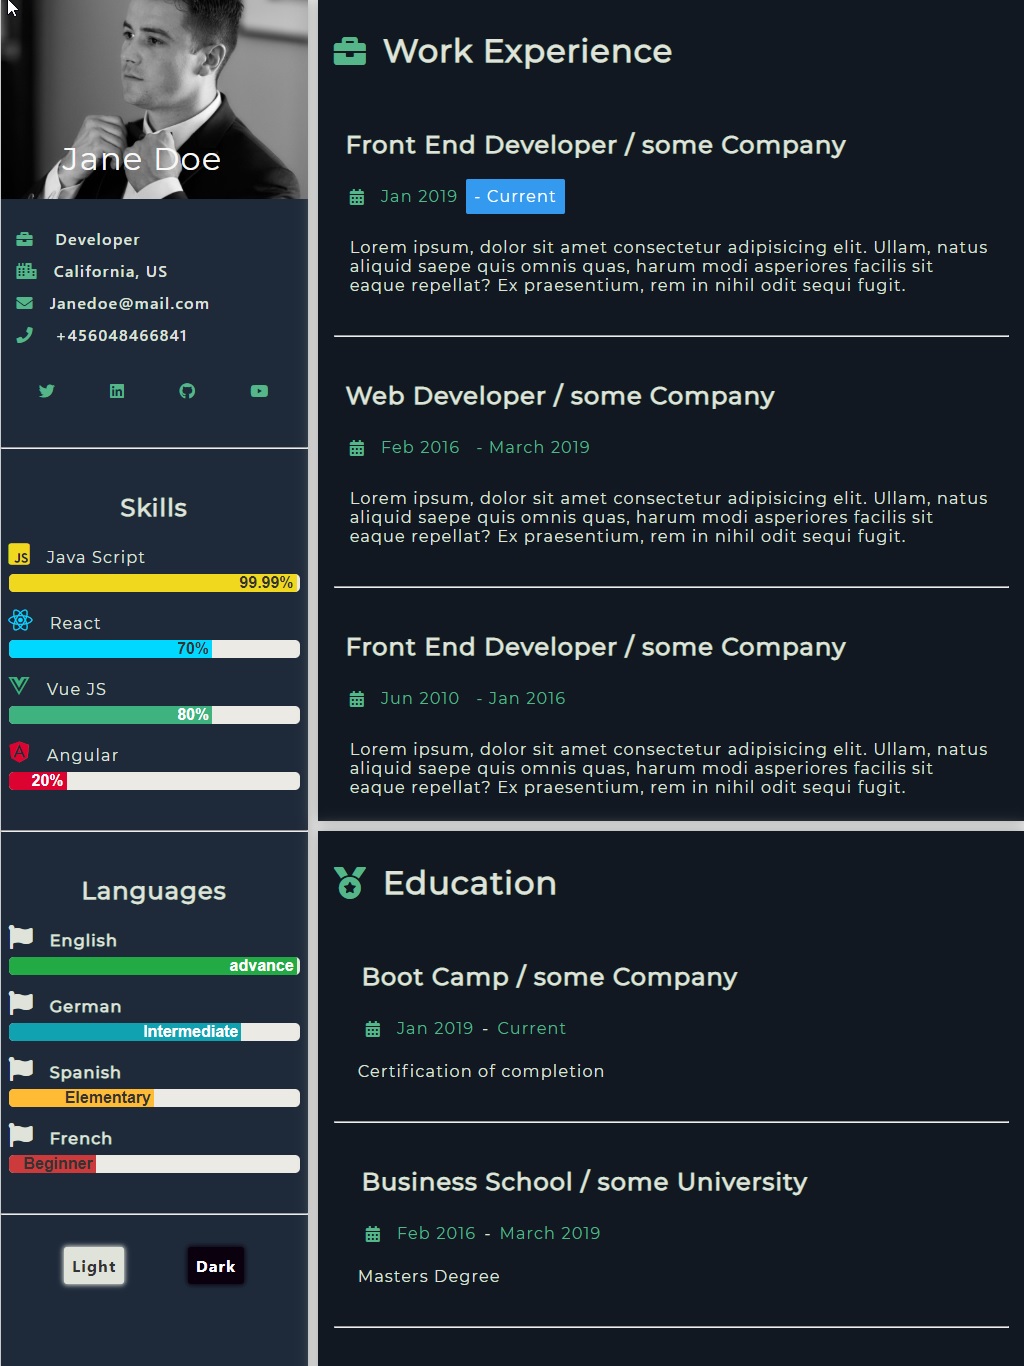 Jane Doe
Developer
California, US
Janedoe@mail.com
+456048466841
Skills
JS
Java Script
99.99%
React
70%
Vue JS
80%
A
Angular
20%
Languages
English
advance
German
Intermediate
Spanish
Elementary
French
Beginner
Light Dark
Work Experience
Front End Developer / some Company
Jan 2019 - Current
Lorem ipsum, dolor sit amet consectetur adipisicing elit. Ullam, natus
aliquid saepe quis omnis quas, harum modi asperiores facilis sit
eaque repellat? Ex praesentium, rem in nihil odit sequi fugit.
Web Developer / some Company
Feb 2016 - March 2019
Lorem ipsum, dolor sit amet consectetur adipisicing elit. Ullam, natus
aliquid saepe quis omnis quas, harum modi asperiores facilis sit
eaque repellat? Ex praesentium, rem in nihil odit sequi fugit.
Front End Developer / some Company
Jun 2010 - Jan 2016
Lorem ipsum, dolor sit amet consectetur adipisicing elit. Ullam, natus
aliquid saepe quis omnis quas, harum modi asperiores facilis sit
eaque repellat? Ex praesentium, rem in nihil odit sequi fugit.
Education
Boot Camp / some Company
Jan 2019 - Current
Certification of completion
Business School / some University
Feb 2016 - March 2019
Masters Degree